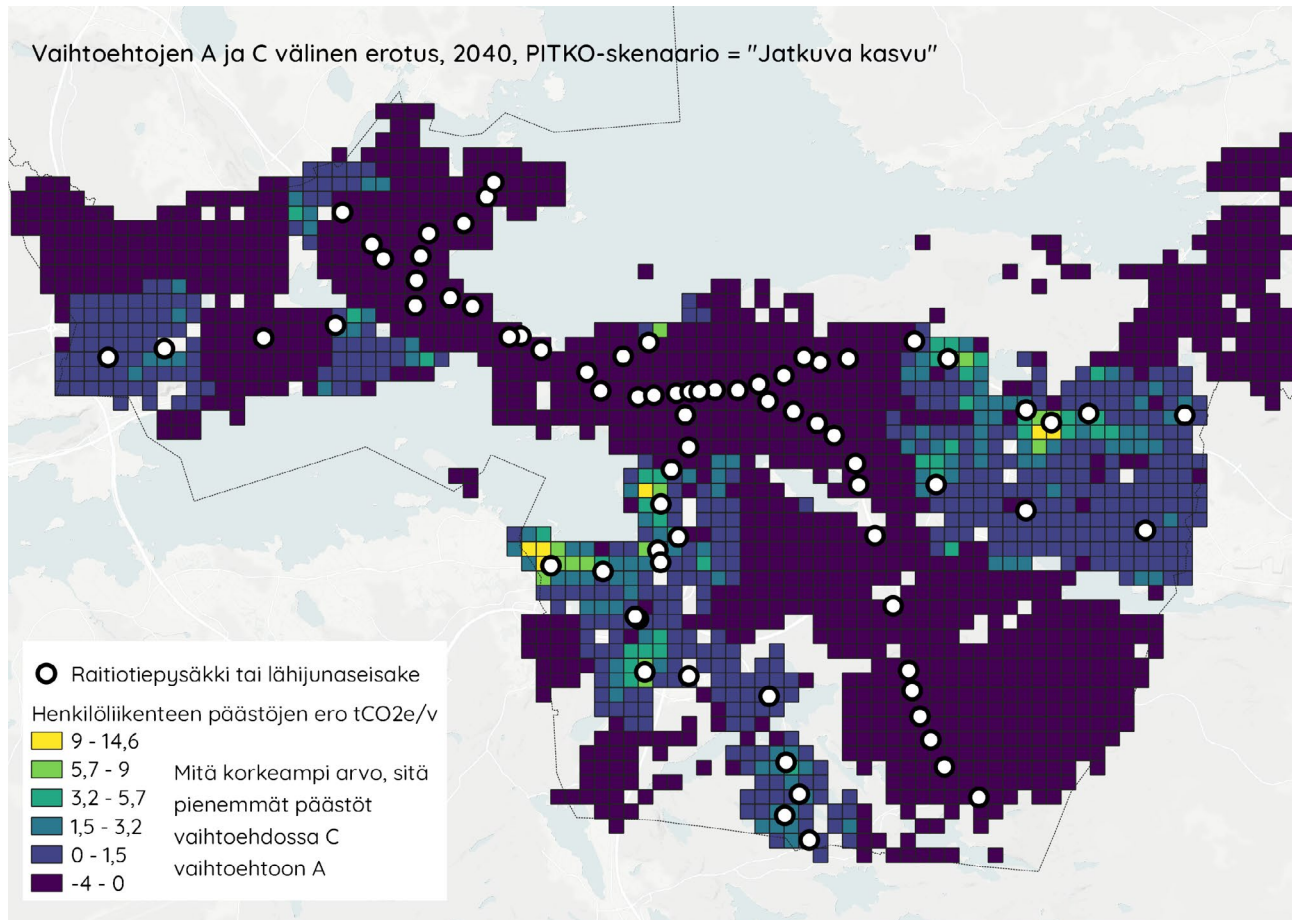 Vaihtoehtojen A ja C välinen erotus, 2040, PITKO-skenaario = "Jatkuva kasvu"
Raitiotiepysäkki tai lähijunaseisake
Henkilöliikenteen päästöjen ero tCO2e/v
9 - 14,6
5,7 - 9
3,2 - 5,7
1,5 - 3,2
0 - 1,5
-4 - 0
Mitä korkeampi arvo, sitä
pienemmät päästöt
vaihtoehdossa C
vaihtoehtoon A